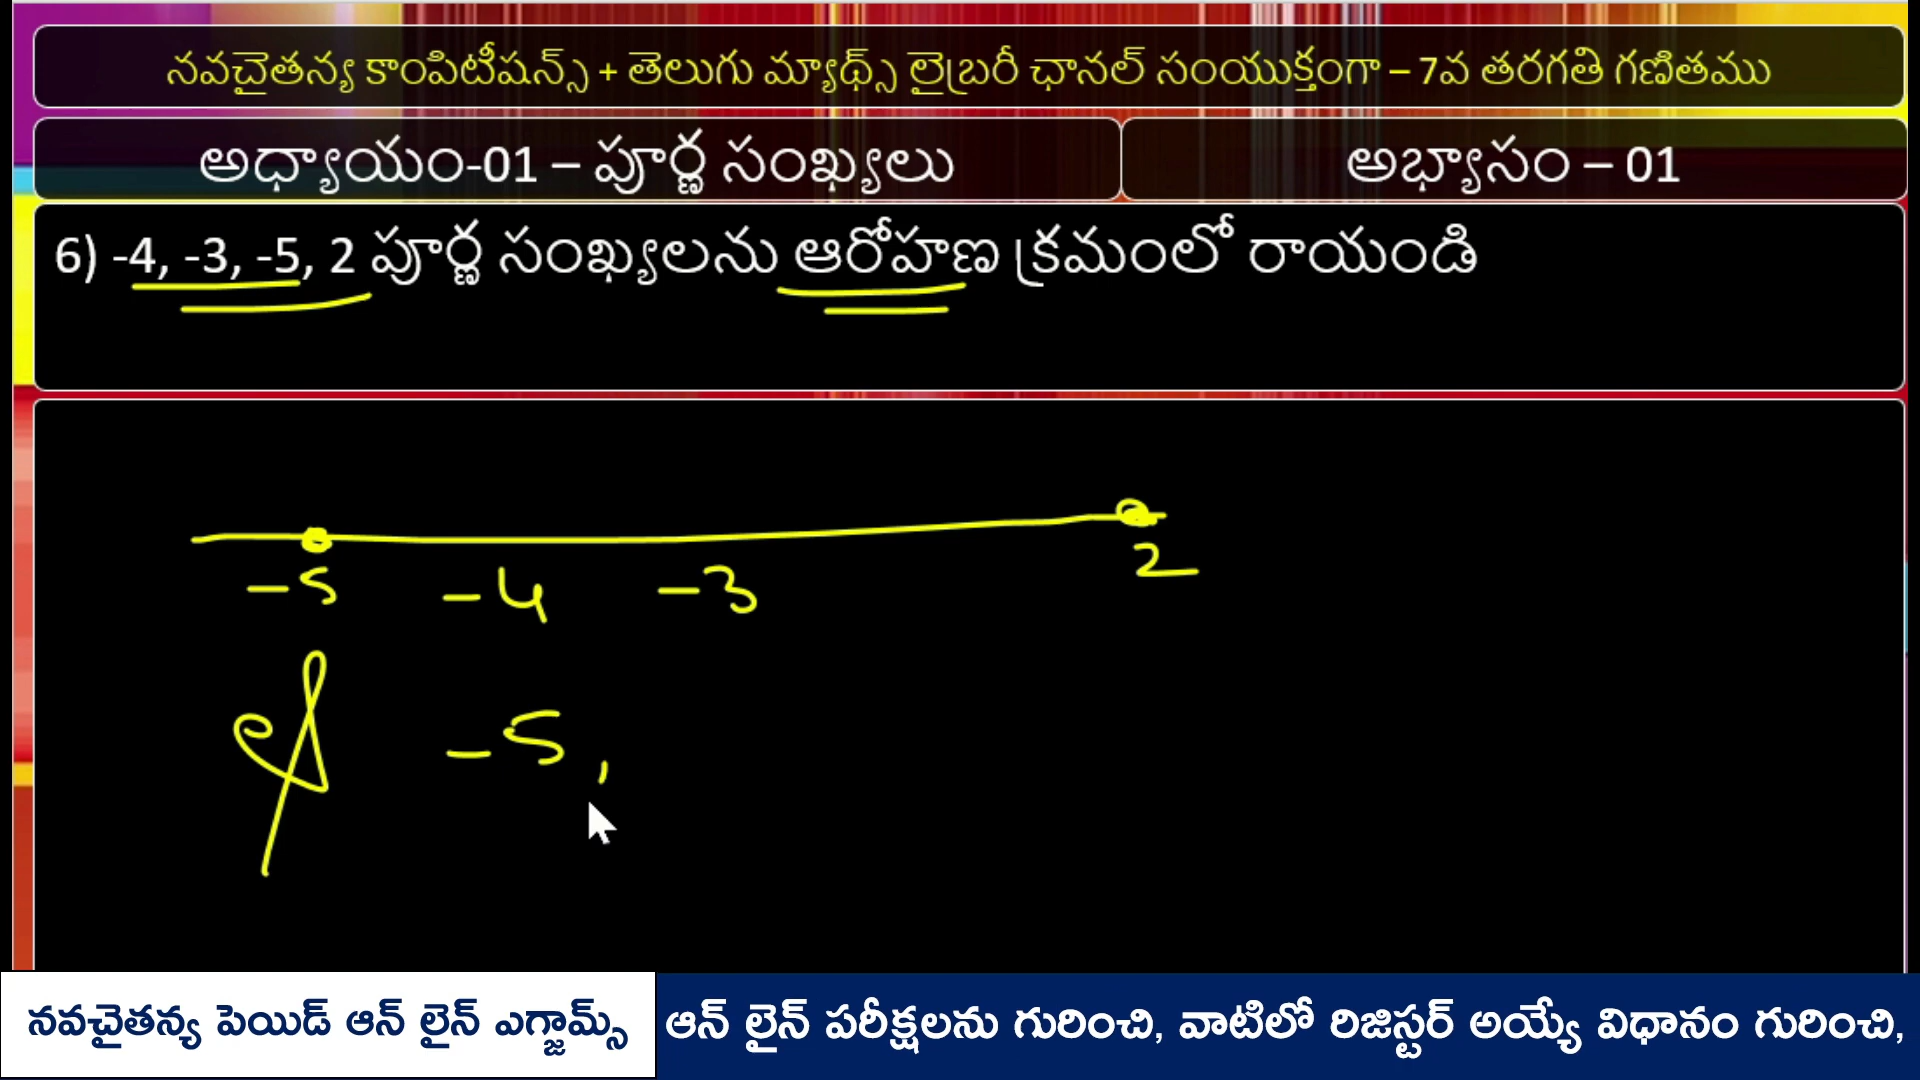 నవచైతన్య కాంపిటీషన్స్ + తెలుగు మ్యాథ్స్ లైబ్రరీ ఛానల్ సంయుక్తంగా – 7వ తరగతి గణితము
అధ్యాయం-01 – పూర్ణ సంఖ్యలు
అభ్యాసం – 01
6) -4, -3, -5, 2 పూర్ణ సంఖ్యలను ఆరోహణ క్రమంలో రాయండి
-5 -4 -3 2
-5,
నవచైతన్య పెయిడ్ ఆన్ లైన్ ఎగ్జామ్స్
ఆన్ లైన్ పరీక్షలను గురించి, వాటిలో రిజిస్టర్ అయ్యే విధానం గురించి,